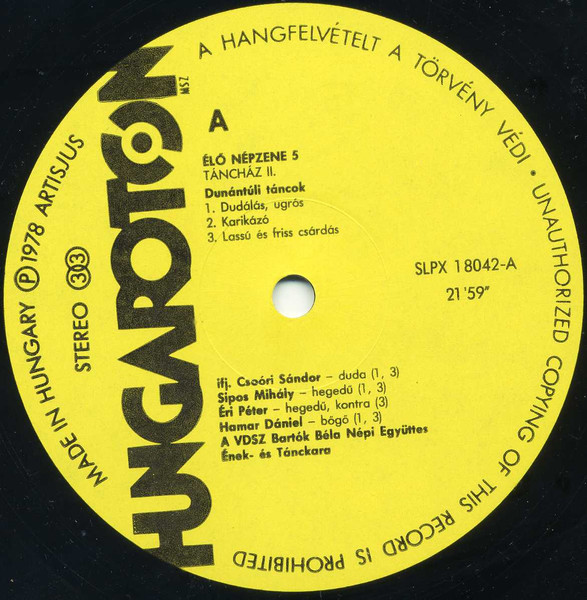 A HANGFELVÉTELT A TÖRVÉNY VÉDI • UNAUTHORIZED COPYING OF THIS RECORD IS PROHIBITED
MADE IN HUNGARY Ⓟ 1978 ARTISJUS
STEREO 33
HUNGAROTON
MSZ
A
ÉLŐ NÉPZENE 5
TÁNCHÁZ II.
Dunántúli táncok
1. Dudálás, ugrós
2. Karikázó
3. Lassú és friss csárdás
SLPX 18042-A
21'59"
ifj. Csoóri Sándor – duda (1, 3)
Sipos Mihály – hegedű (1, 3)
Éri Péter – hegedű, kontra (3)
Hamar Dániel – bőgő (1, 3)
A VDSZ Bartók Béla Népi Együttes
Ének- és Tánckara